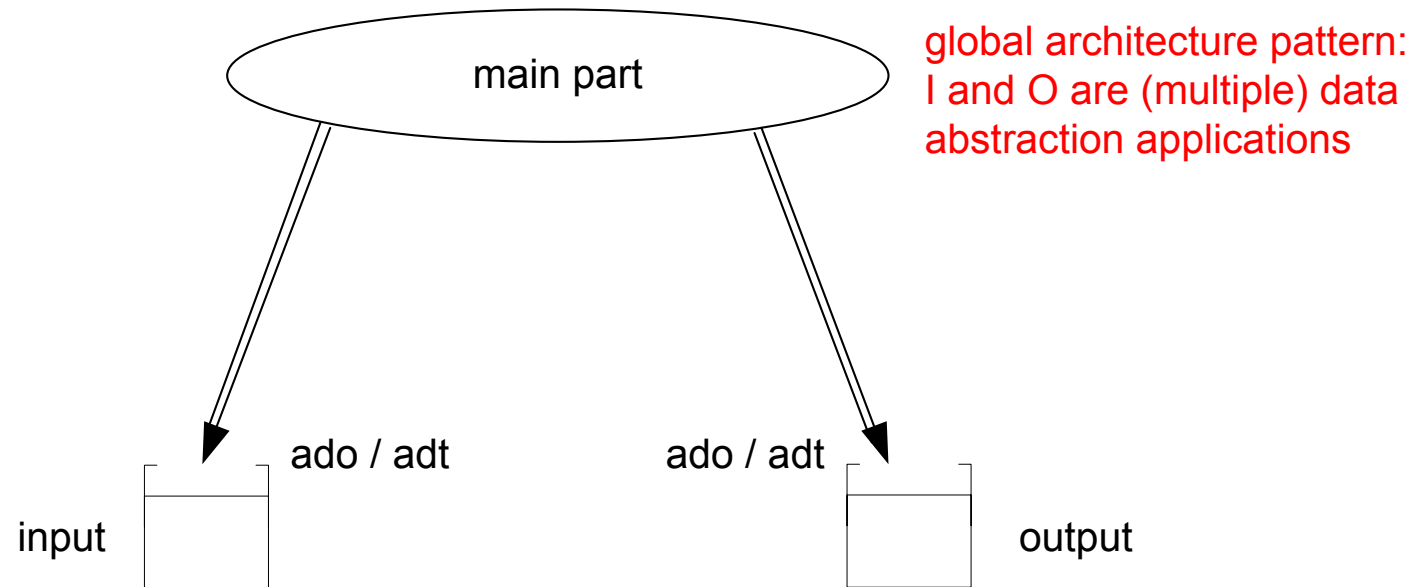 main part
global architecture pattern:
I and O are (multiple) data
abstraction applications
ado / adt
ado / adt
input
output